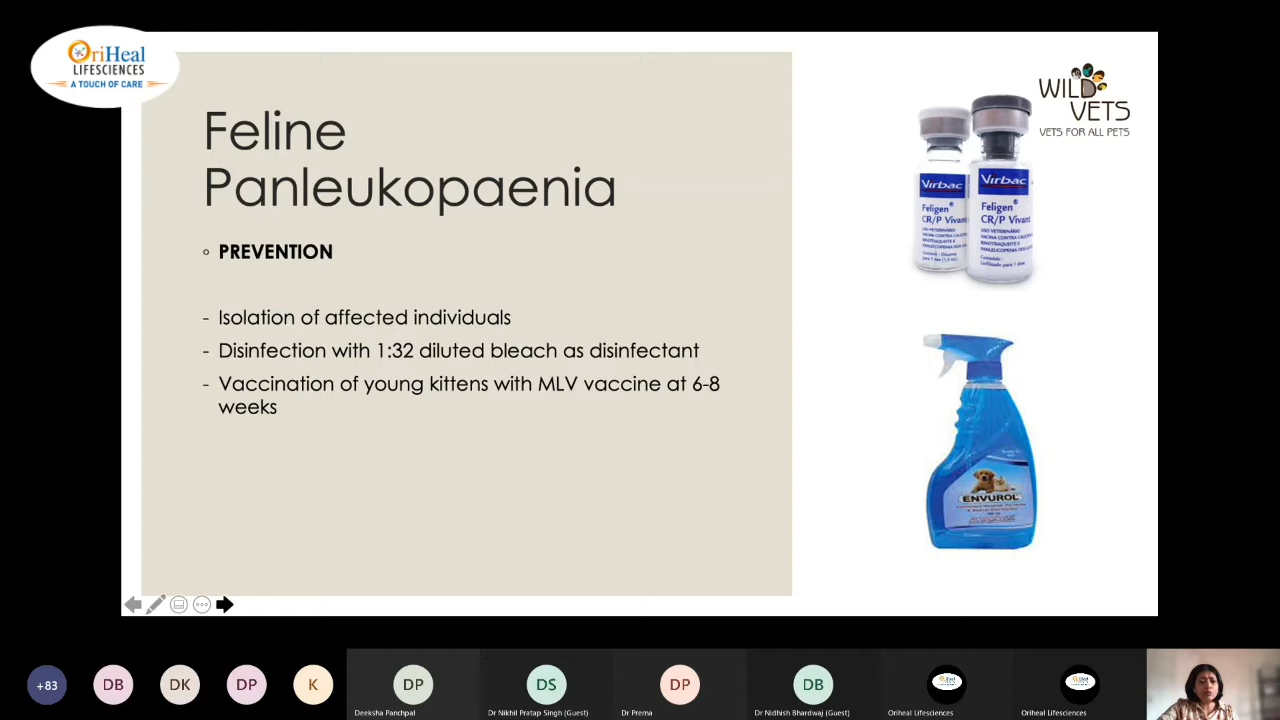 OriHeal
LIFESCIENCES
A TOUCH OF CARE
WILD
VETS
VETS FOR ALL PETS
Feline
Panleukopaenia
PREVENTION
- Isolation of affected individuals
- Disinfection with 1:32 diluted bleach as disinfectant
- Vaccination of young kittens with MLV vaccine at 6-8
weeks
Virbac
Feligen®
CR/P Vivant
Virbac
Feligen®
CR/P Vivant
USO VETERINÁRIO
ENVUROL
+83
DB
DK
DP
K
DP
Deeksha Panchpal
DS
Dr Nikhil Pratap Singh (Guest)
DP
Dr Prerna
DB
Dr Nidhish Bhardwaj (Guest)
Oriheal Lifesciences
Oriheal Lifesciences